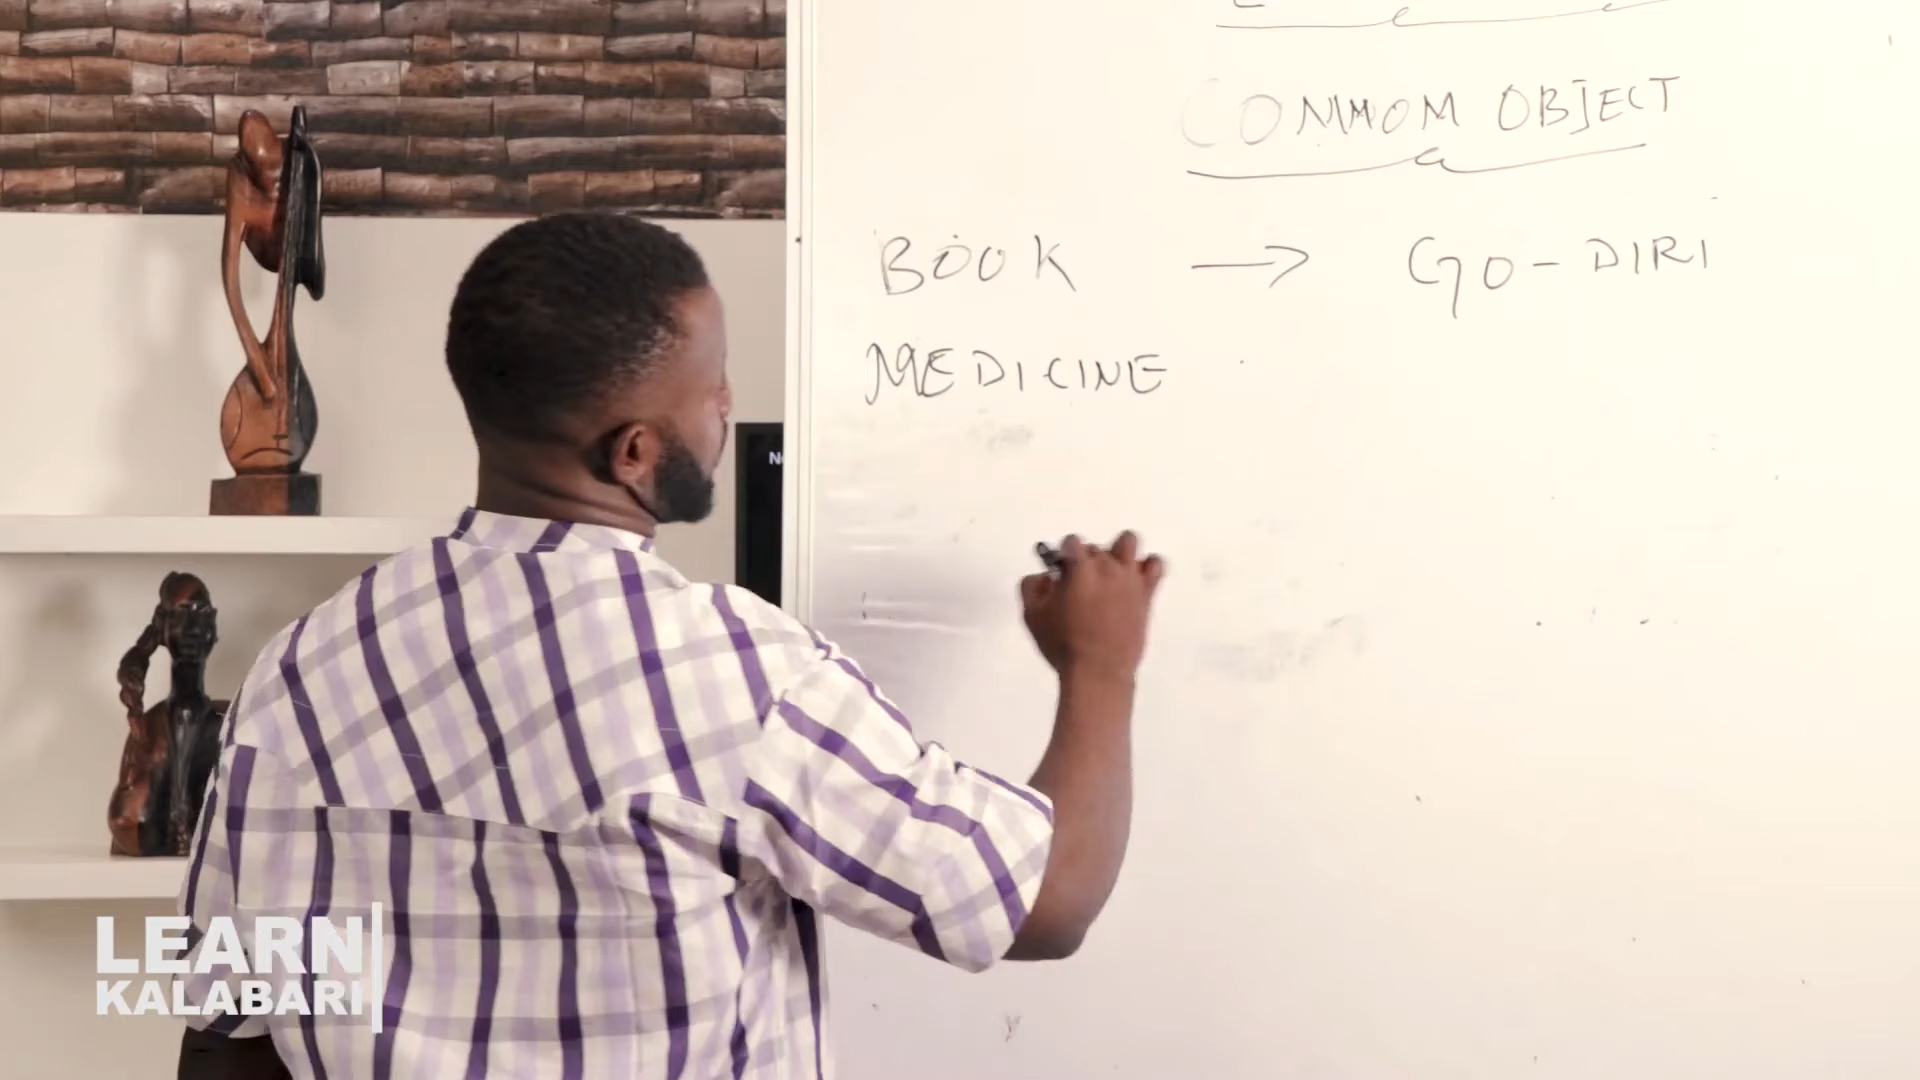 COMMOM OBJECT
BOOK → GO-DIRI
MEDICINE
LEARN
KALABARI